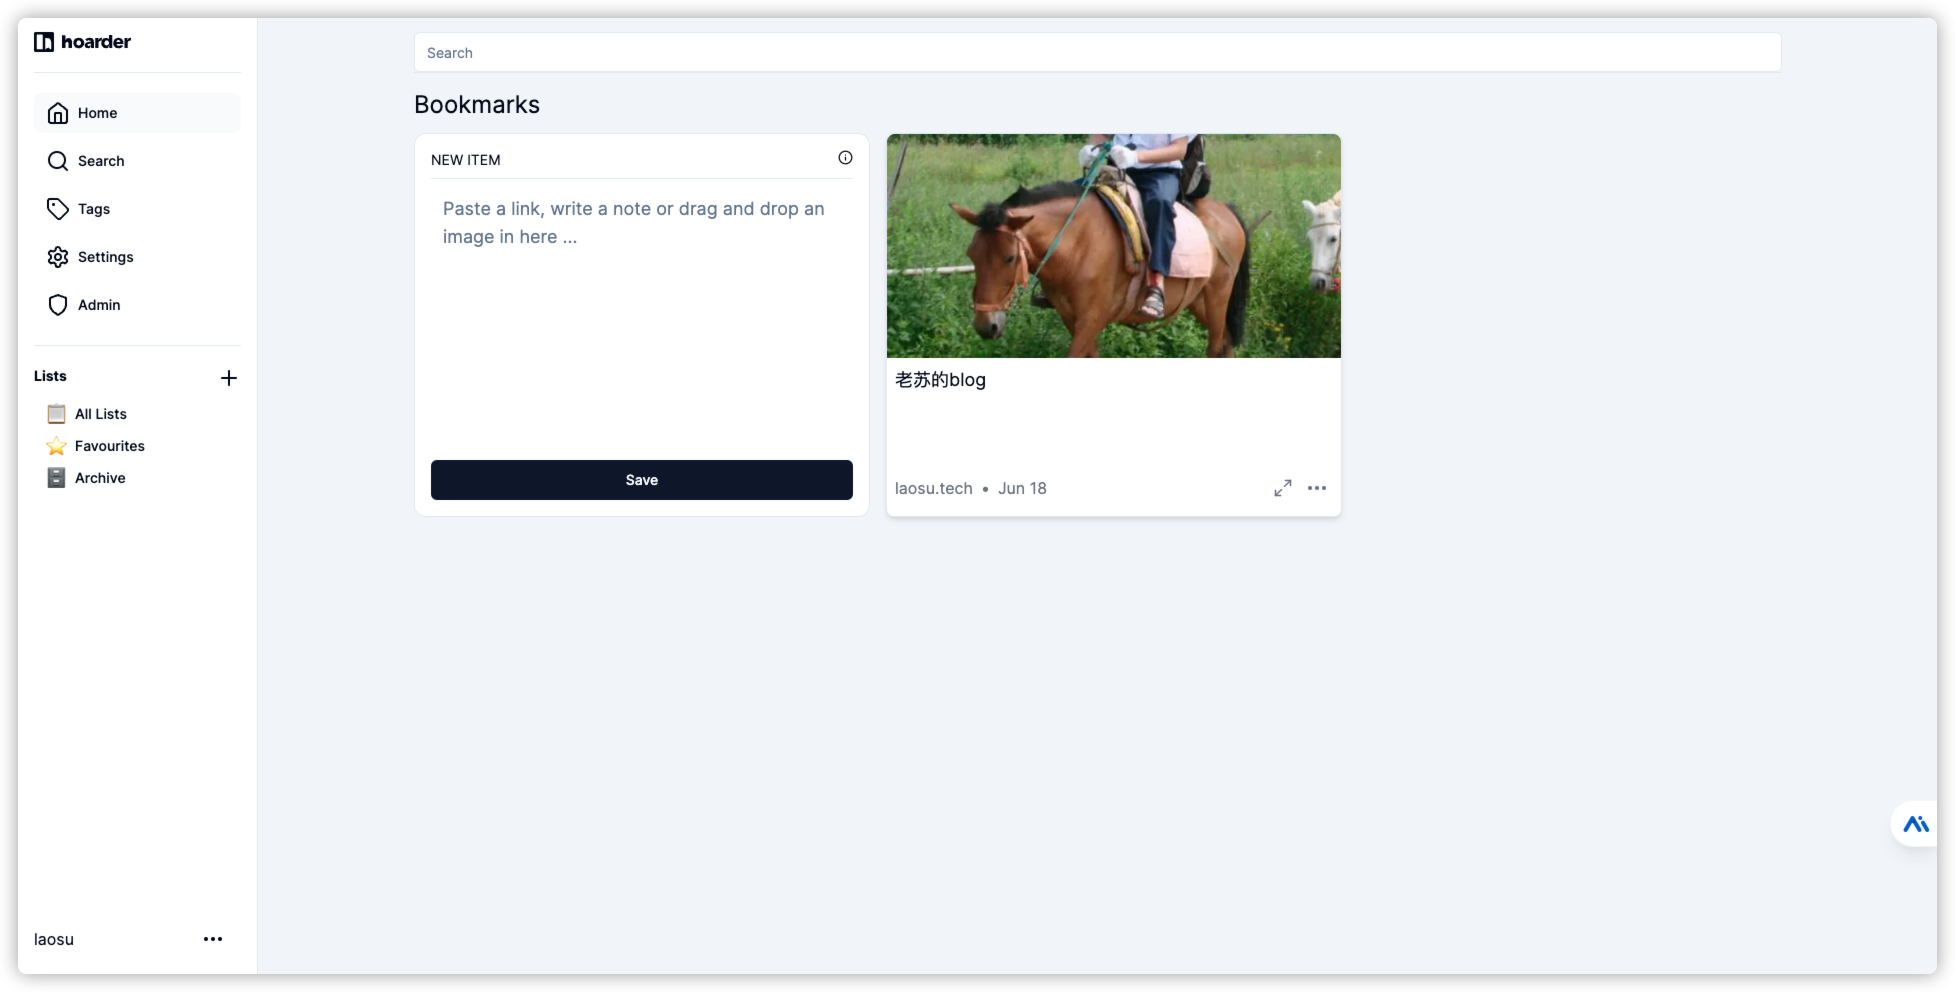 hoarder
Home
Search
Tags
Settings
Admin
Lists
All Lists
Favourites
Archive
laosu
Search
Bookmarks
NEW ITEM
Paste a link, write a note or drag and drop an
image in here ...
Save
老苏的blog
laosu.tech • Jun 18